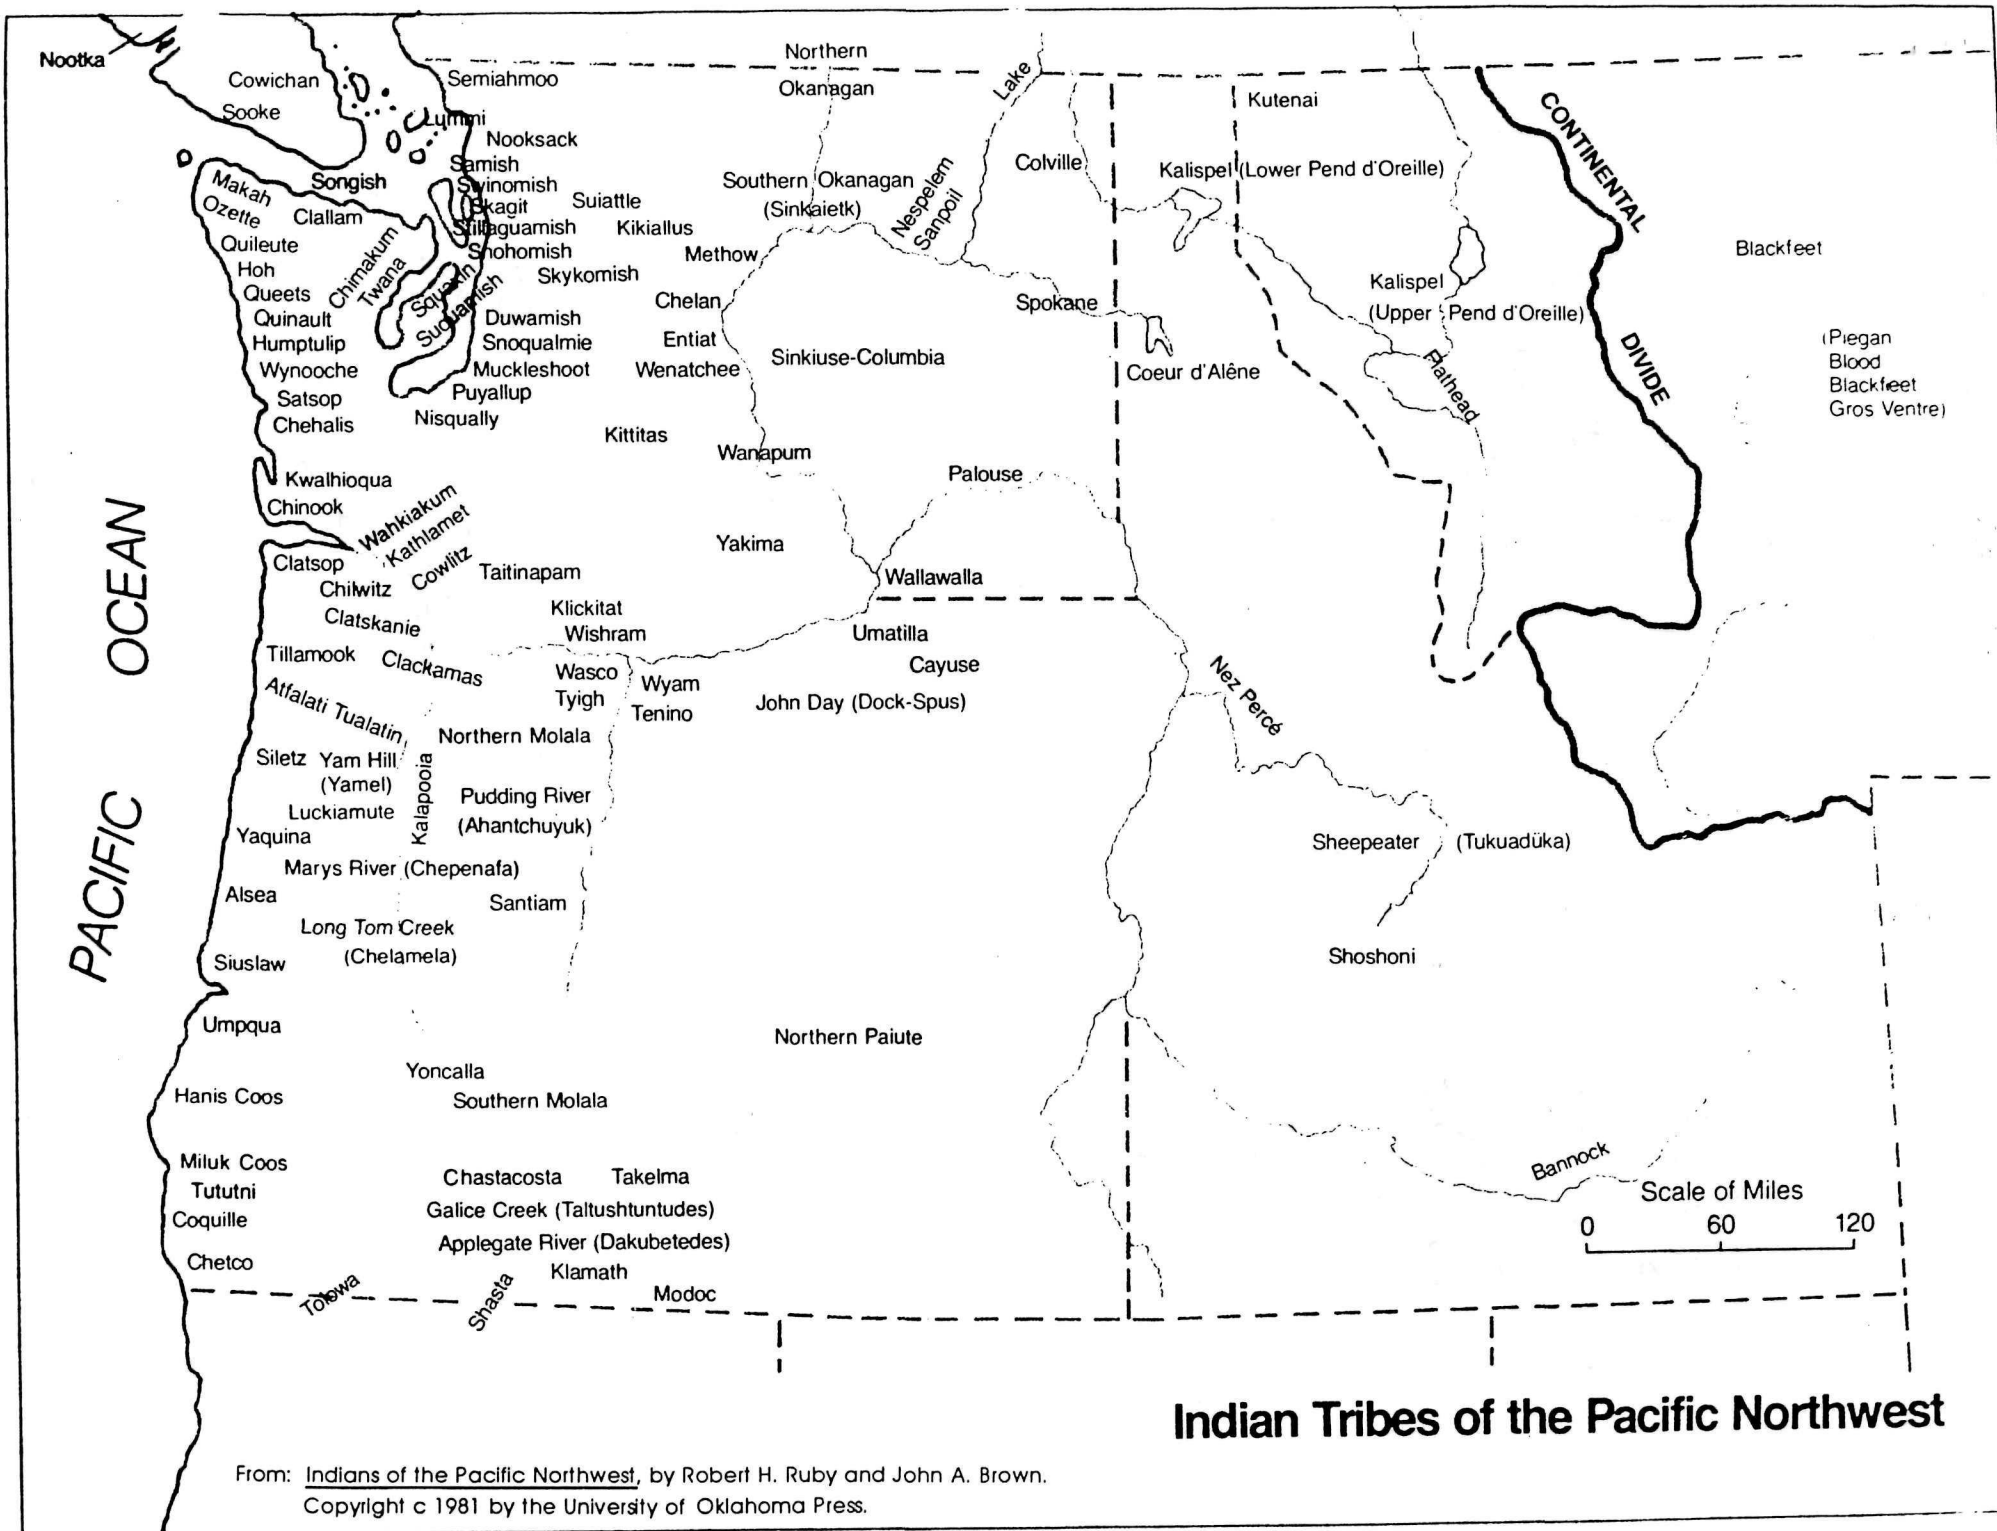 Nootka
Cowichan
Sooke
Semiahmoo
Lummi
Nooksack
Samish
Swinomish
Skagit
Stillaguamish
Snohomish
Suiattle
Kikiallus
Skykomish
Songish
Makah
Ozette
Clallam
Quileute
Hoh
Queets
Quinault
Humptulip
Wynooche
Satsop
Chehalis
Chimakum
Twana
Squaxin
Suquamish
Duwamish
Snoqualmie
Muckleshoot
Puyallup
Nisqually
Northern
Okanagan
Southern Okanagan
(Sinkaietk)
Methow
Chelan
Entiat
Wenatchee
Sinkiuse-Columbia
Kittitas
Wanapum
Nespelem
Sanpoil
Lake
Colville
Spokane
Palouse
Yakima
Wallawalla
Kutenai
Kalispel (Lower Pend d'Oreille)
Kalispel
(Upper Pend d'Oreille)
Coeur d'Alêne
Flathead
CONTINENTAL
DIVIDE
Blackfeet
(Piegan
Blood
Blackfeet
Gros Ventre)
PACIFIC OCEAN
Kwalhioqua
Chinook
Wahkiakum
Kathlamet
Cowlitz
Taitinapam
Clatsop
Chilwitz
Clatskanie
Klickitat
Wishram
Tillamook
Clackamas
Wasco
Tyigh
Wyam
Tenino
Umatilla
Cayuse
John Day (Dock-Spus)
Nez Percé
Atfalati Tualatin
Northern Molala
Siletz
Yam Hill
(Yamel)
Kalapooia
Pudding River
(Ahantchuyuk)
Luckiamute
Yaquina
Marys River (Chepenafa)
Alsea
Santiam
Long Tom Creek
(Chelamela)
Siuslaw
Sheepeater (Tukuadüka)
Shoshoni
Umpqua
Northern Paiute
Yoncalla
Southern Molala
Hanis Coos
Miluk Coos
Tututni
Coquille
Chetco
Chastacosta
Takelma
Galice Creek (Taltushtuntudes)
Applegate River (Dakubetedes)
Klamath
Modoc
Tolowa
Shasta
Bannock
Scale of Miles
0 60 120
Indian Tribes of the Pacific Northwest
From: Indians of the Pacific Northwest, by Robert H. Ruby and John A. Brown.
Copyright c 1981 by the University of Oklahoma Press.